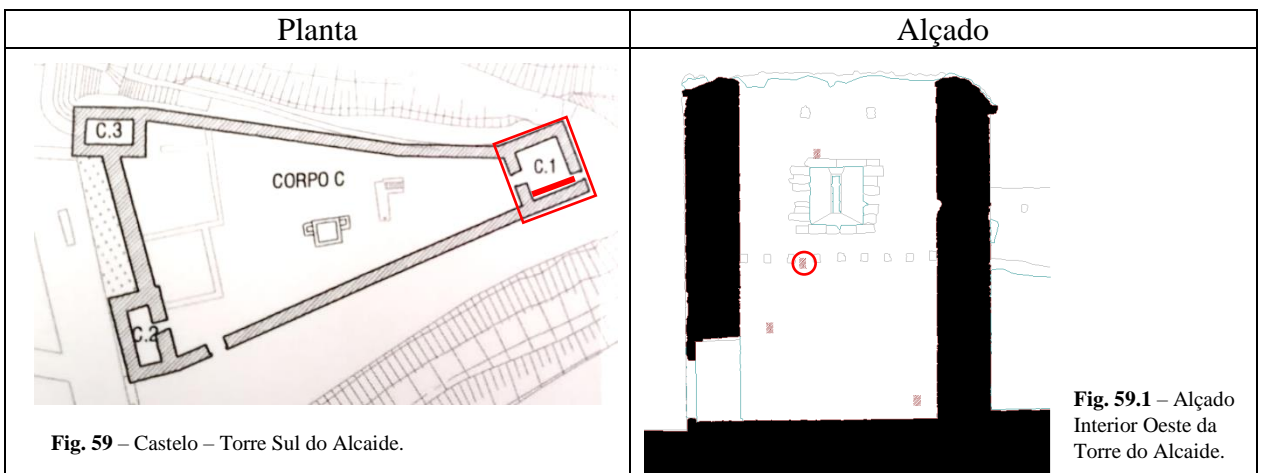 Planta
Alçado
C.3
C.1
CORPO C
C.2
Fig. 59 – Castelo – Torre Sul do Alcaide.
Fig. 59.1 – Alçado
Interior Oeste da
Torre do Alcaide.